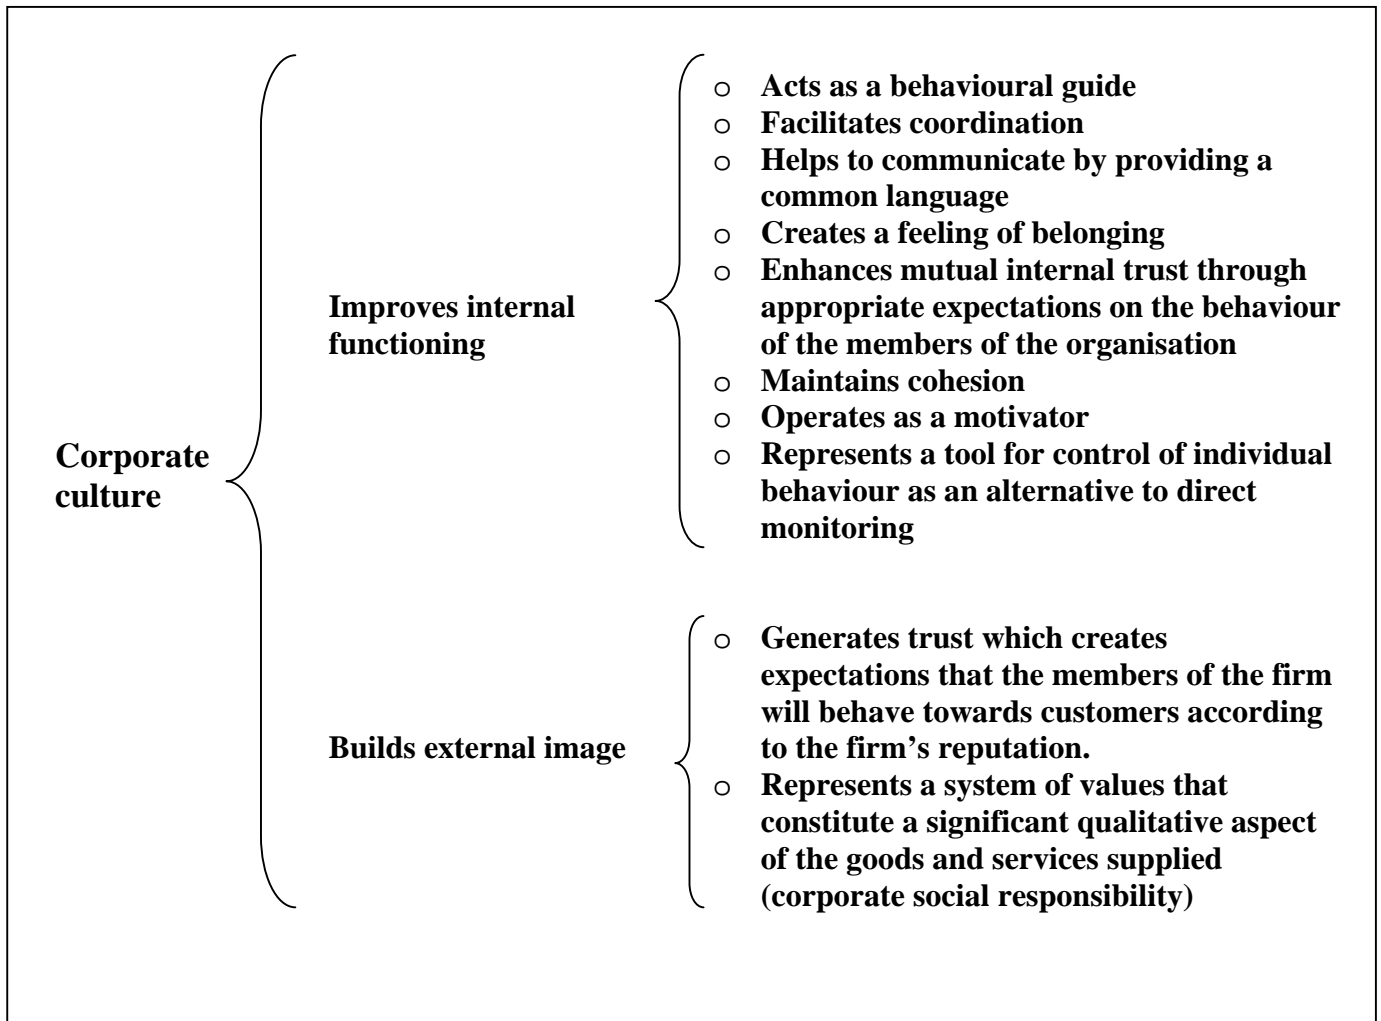 Corporate
culture
Improves internal
functioning
o Acts as a behavioural guide
o Facilitates coordination
o Helps to communicate by providing a
common language
o Creates a feeling of belonging
o Enhances mutual internal trust through
appropriate expectations on the behaviour
of the members of the organisation
o Maintains cohesion
o Operates as a motivator
o Represents a tool for control of individual
behaviour as an alternative to direct
monitoring
Builds external image
o Generates trust which creates
expectations that the members of the firm
will behave towards customers according
to the firm’s reputation.
o Represents a system of values that
constitute a significant qualitative aspect
of the goods and services supplied
(corporate social responsibility)